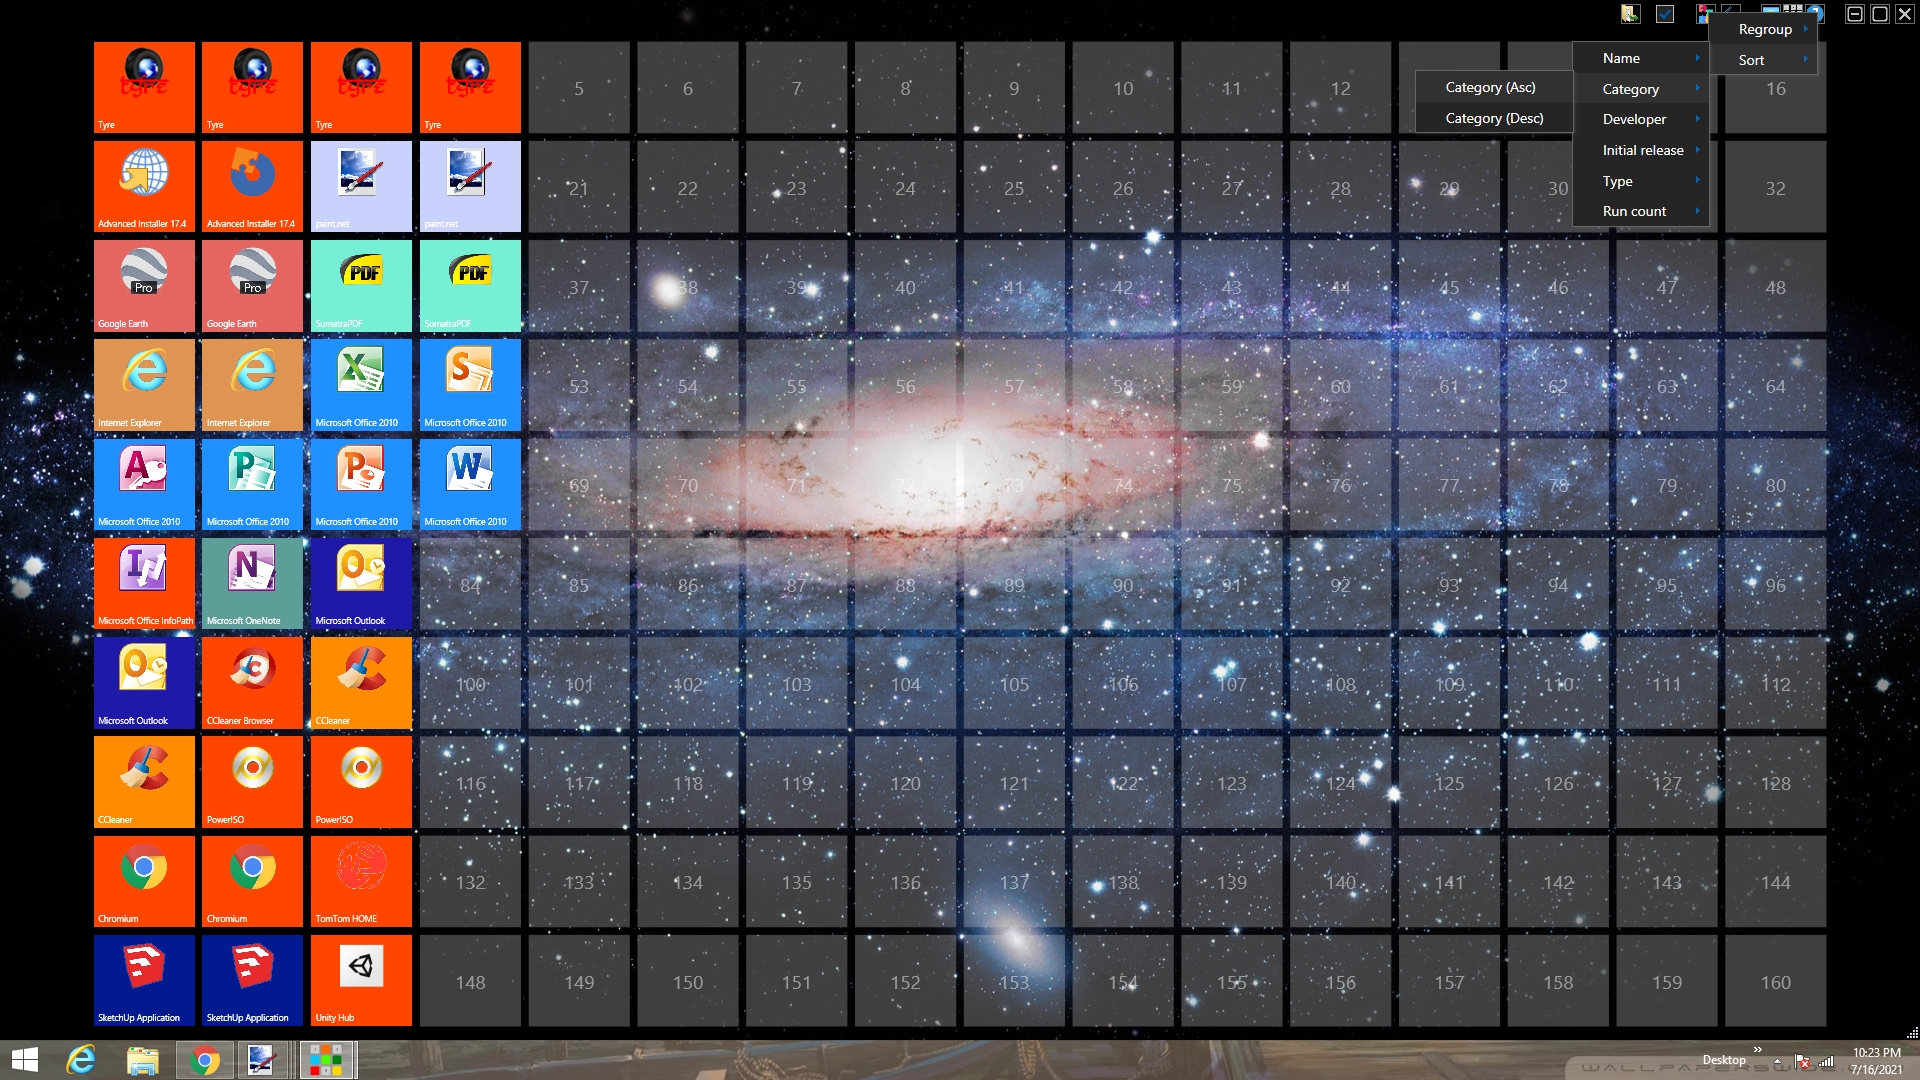 Regroup
Sort
Name
Category
Developer
Initial release
Type
Run count
Category (Asc)
Category (Desc)
tyre tyre tyre tyre 5 6 7 8 9 10 11 12 16
Tyre Tyre Tyre Tyre
21 22 23 24 25 26 27 28 29 30 32
Advanced Installer 17.4 Advanced Installer 17.4 paint.net paint.net
Pro Pro PDF PDF 37 38 39 40 41 42 43 44 45 46 47 48
Google Earth Google Earth SumatraPDF SumatraPDF
X S 53 54 55 56 57 58 59 60 61 62 63 64
Internet Explorer Internet Explorer Microsoft Office 2010 Microsoft Office 2010
A P P W 69 70 71 72 73 74 75 76 77 78 79 80
Microsoft Office 2010 Microsoft Office 2010 Microsoft Office 2010 Microsoft Office 2010
I N O 84 85 86 87 88 89 90 91 92 93 94 95 96
Microsoft Office InfoPath Microsoft OneNote Microsoft Outlook
O 100 101 102 103 104 105 106 107 108 109 110 111 112
Microsoft Outlook CCleaner Browser CCleaner
116 117 118 119 120 121 122 123 124 125 126 127 128
CCleaner PowerISO PowerISO
132 133 134 135 136 137 138 139 140 141 142 143 144
Chromium Chromium TomTom HOME
148 149 150 151 152 153 154 155 156 157 158 159 160
SketchUp Application SketchUp Application Unity Hub
Desktop
10:23 PM
7/16/2021